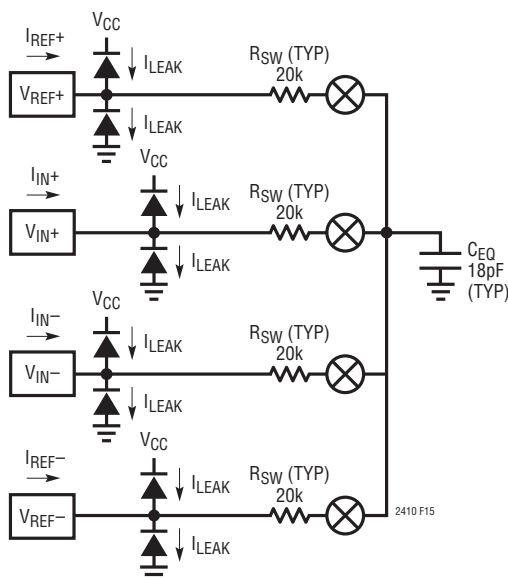 VCC
IREF+
ILEAK
RSW (TYP)
20k
VREF+
ILEAK
VCC
IIN+
ILEAK
RSW (TYP)
20k
VIN+
ILEAK
CEQ
18pF
(TYP)
VCC
IIN−
ILEAK
RSW (TYP)
20k
VIN−
ILEAK
VCC
IREF−
ILEAK
RSW (TYP)
20k
VREF−
ILEAK
2410 F15